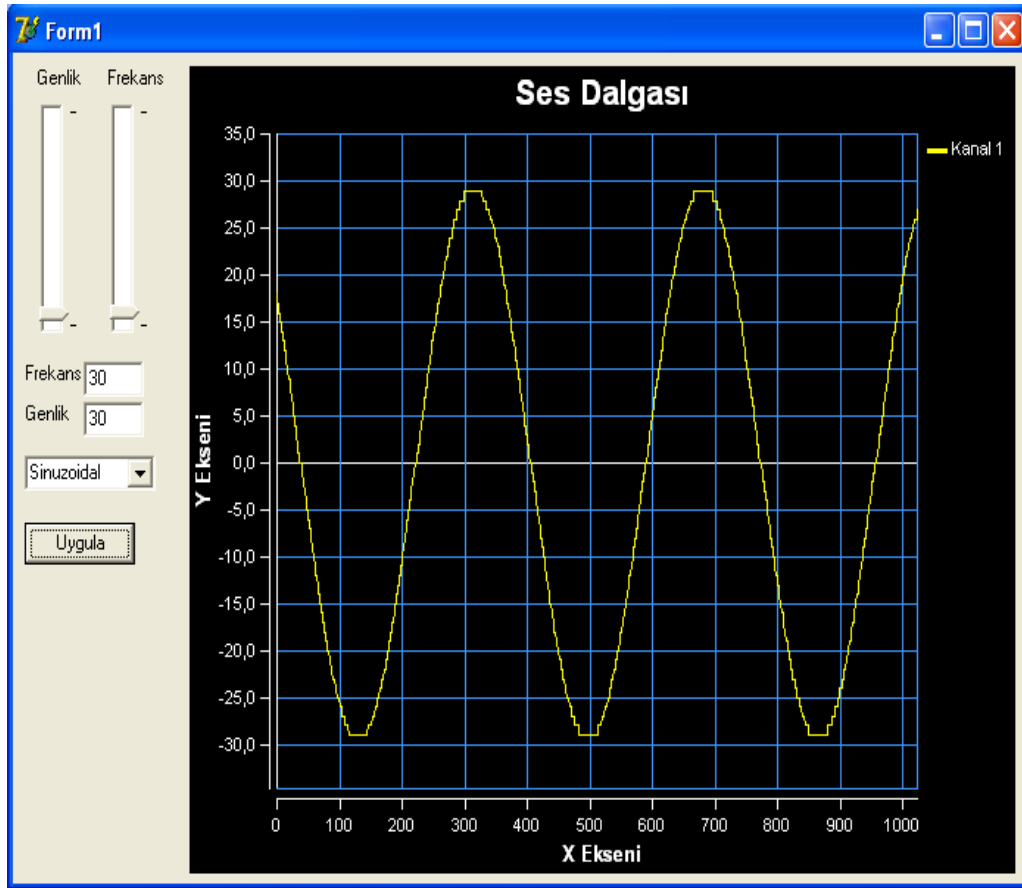 Form1
Genlik Frekans
- -
- -
Frekans 30
Genlik 30
Sinuzoidal
Uygula
Ses Dalgası
Kanal 1
35,0
30,0
25,0
20,0
15,0
10,0
5,0
0,0
-5,0
-10,0
-15,0
-20,0
-25,0
-30,0
Y Ekseni
0 100 200 300 400 500 600 700 800 900 1000
X Ekseni